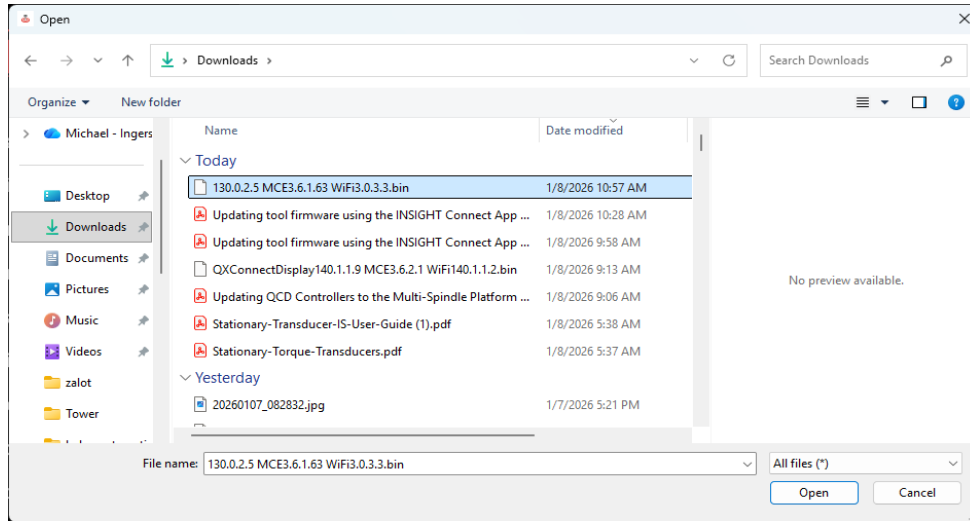 Open
Downloads
Search Downloads
Organize
New folder
Michael - Ingers
Desktop
Downloads
Documents
Pictures
Music
Videos
zalot
Tower
Name Date modified
Today
130.0.2.5 MCE3.6.1.63 WiFi3.0.3.3.bin 1/8/2026 10:57 AM
Updating tool firmware using the INSIGHT Connect App ... 1/8/2026 10:28 AM
Updating tool firmware using the INSIGHT Connect App ... 1/8/2026 9:58 AM
QXConnectDisplay140.1.1.9 MCE3.6.2.1 WiFi140.1.1.2.bin 1/8/2026 9:13 AM
Updating QCD Controllers to the Multi-Spindle Platform ... 1/8/2026 9:06 AM
Stationary-Transducer-IS-User-Guide (1).pdf 1/8/2026 5:38 AM
Stationary-Torque-Transducers.pdf 1/8/2026 5:37 AM
Yesterday
20260107_082832.jpg 1/7/2026 5:21 PM
No preview available.
File name: 130.0.2.5 MCE3.6.1.63 WiFi3.0.3.3.bin All files (*)
Open Cancel